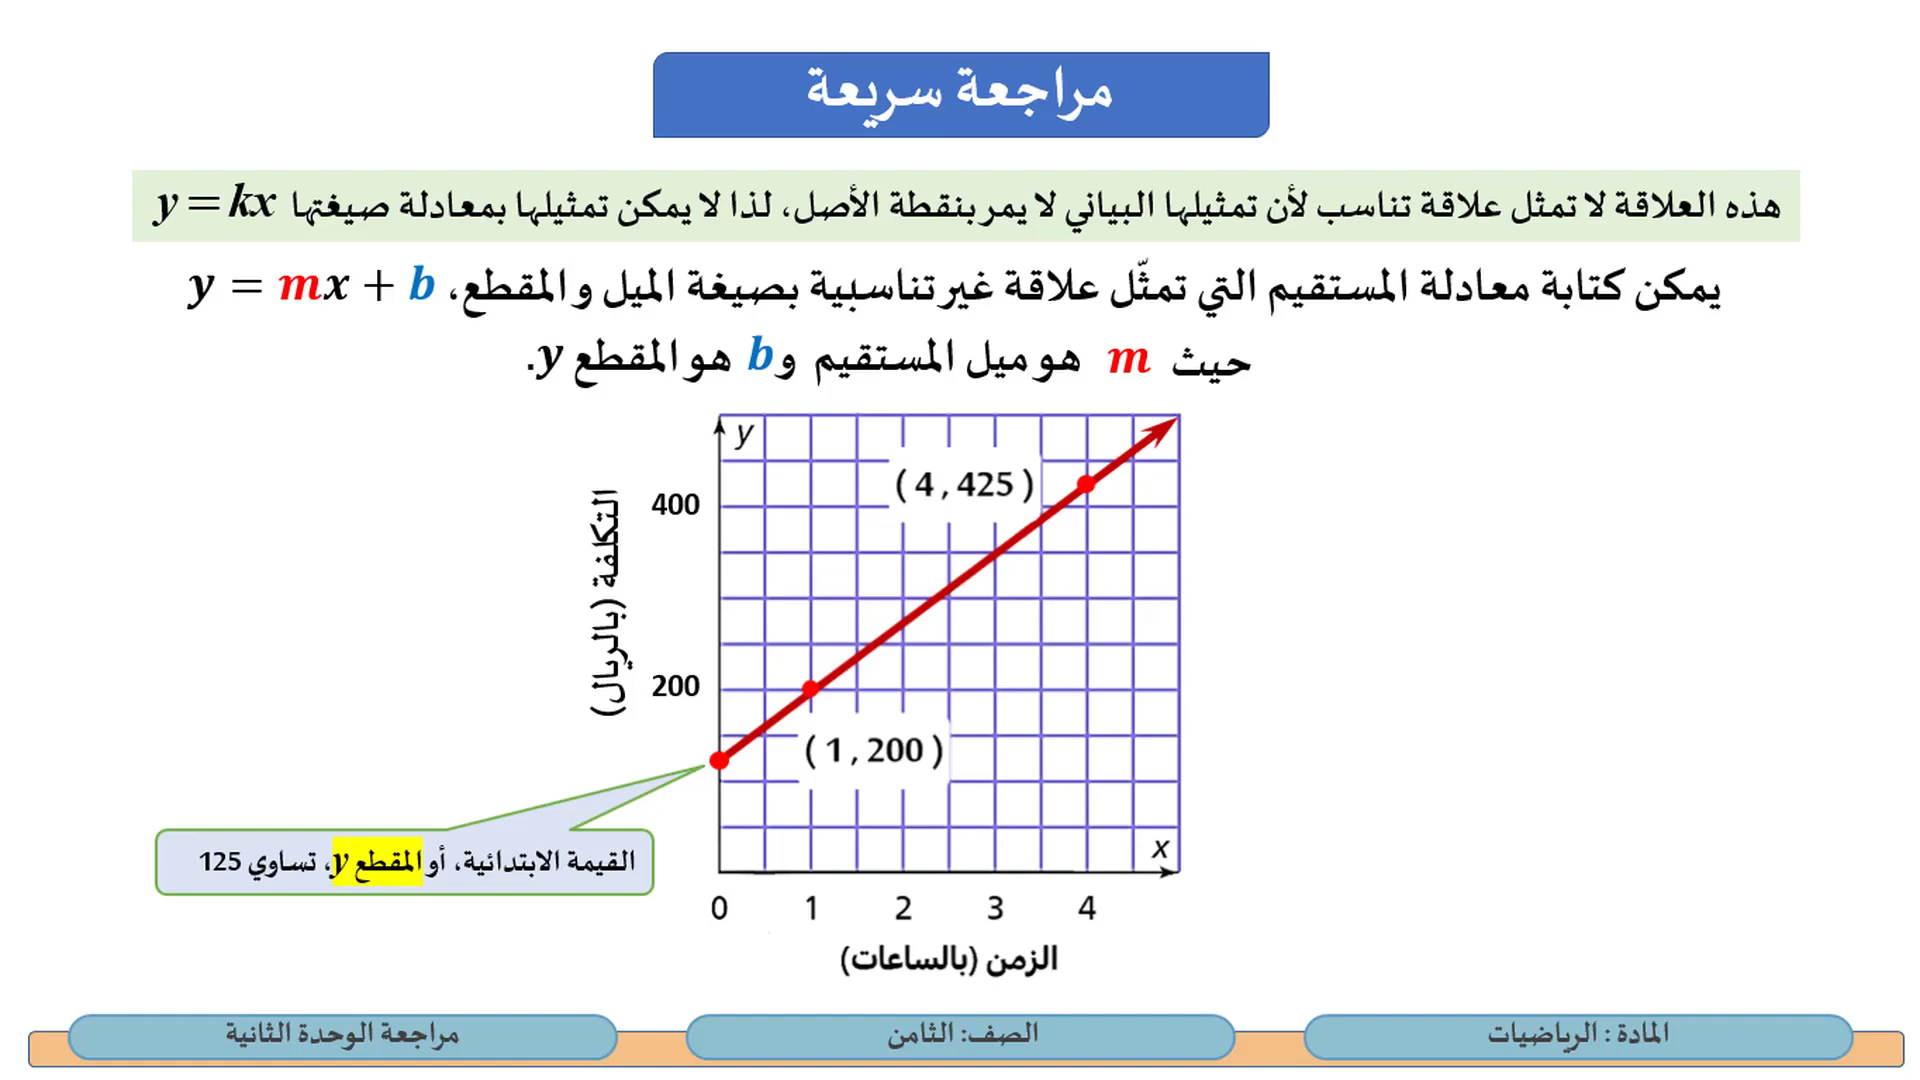 مراجعة سريعة
هذه العلاقة لا تمثل علاقة تناسب لأن تمثيلها البياني لا يمر بنقطة الأصل، لذا لا يمكن تمثيلها بمعادلة صيغتها y = kx
يمكن كتابة معادلة المستقيم التي تمثّل علاقة غير تناسبية بصيغة الميل والمقطع، y = mx + b
حيث m هو ميل المستقيم و b هو المقطع y.
y
( 4 , 425 )
400
التكلفة (بالريال)
200
( 1 , 200 )
القيمة الابتدائية، أو المقطع y، تساوي 125
x
0 1 2 3 4
الزمن (بالساعات)
المادة : الرياضيات
الصف: الثامن
مراجعة الوحدة الثانية